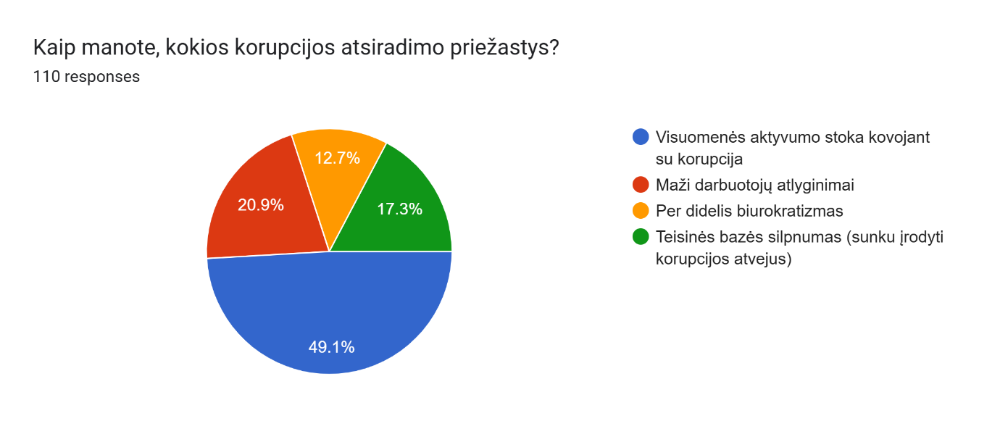 Kaip manote, kokios korupcijos atsiradimo priežastys?
110 responses
12.7%
20.9%
17.3%
49.1%
Visuomenės aktyvumo stoka kovojant
su korupcija
Maži darbuotojų atlyginimai
Per didelis biurokratizmas
Teisinės bazės silpnumas (sunku įrodyti
korupcijos atvejus)